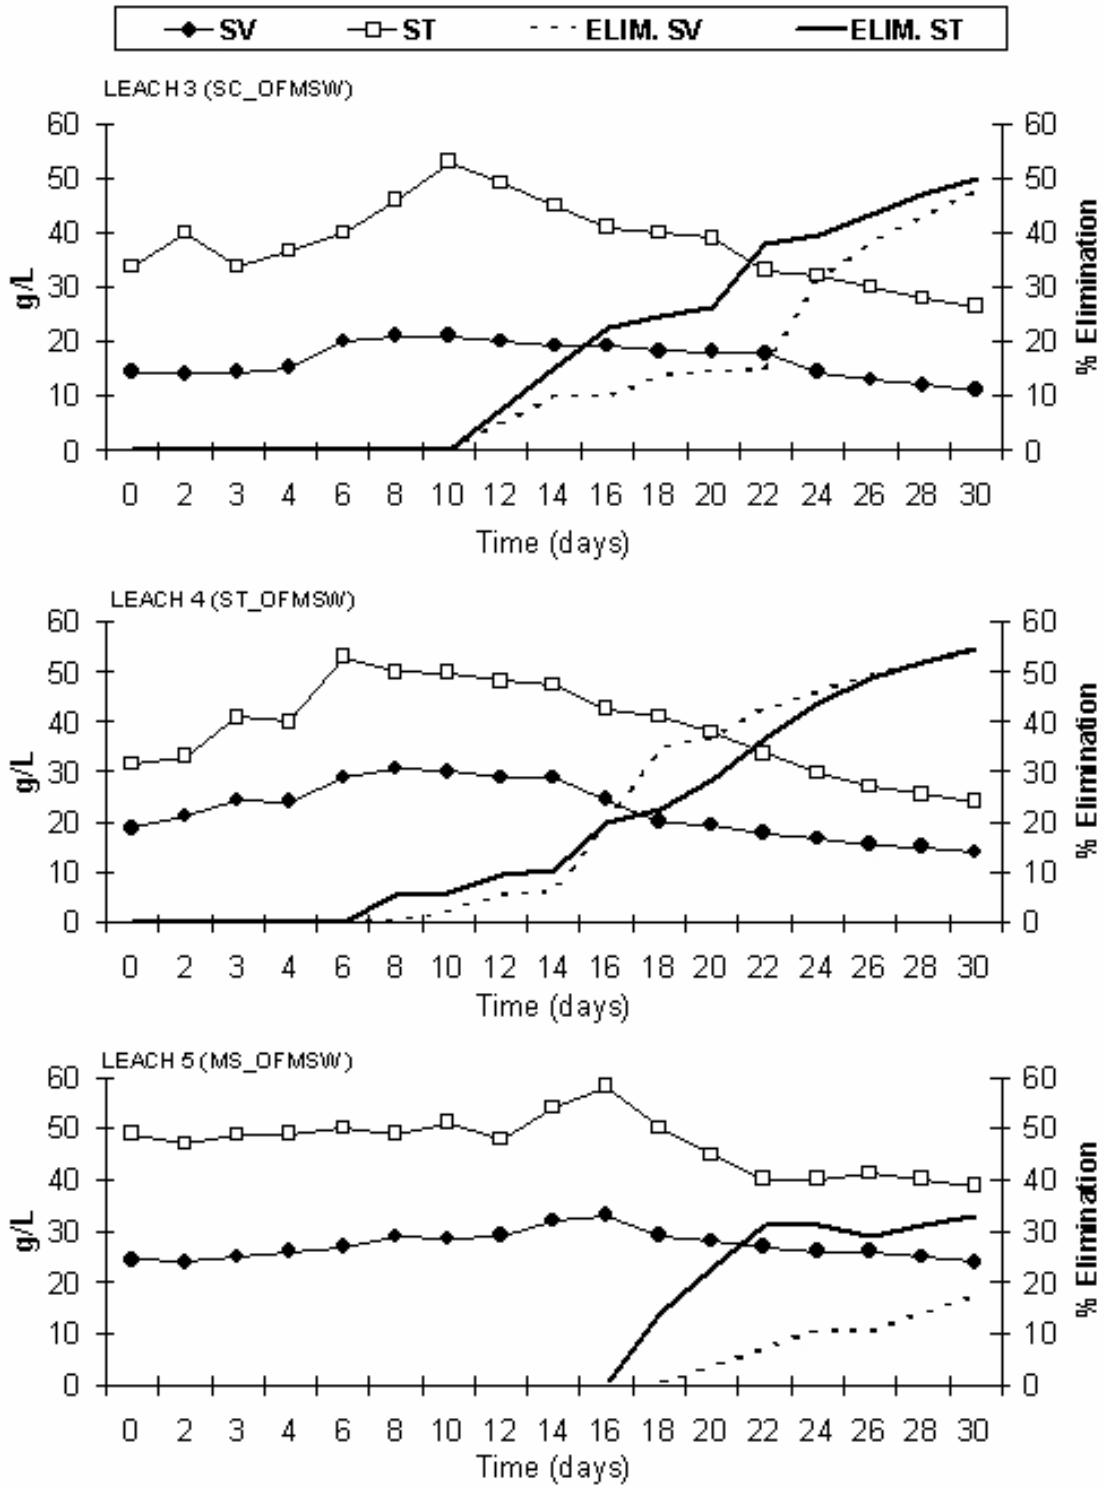 SV ST ELIM. SV ELIM. ST
LEACH 3 (SC_OFMSW)
60 60
50 50
40 40
30 30
20 20
10 10
0 0
g/L
% Elimination
0 2 3 4 6 8 10 12 14 16 18 20 22 24 26 28 30
Time (days)
LEACH 4 (ST_OFMSW)
60 60
50 50
40 40
30 30
20 20
10 10
0 0
g/L
% Elimination
0 2 3 4 6 8 10 12 14 16 18 20 22 24 26 28 30
Time (days)
LEACH 5 (MS_OFMSW)
60 60
50 50
40 40
30 30
20 20
10 10
0 0
g/L
% Elimination
0 2 3 4 6 8 10 12 14 16 18 20 22 24 26 28 30
Time (days)